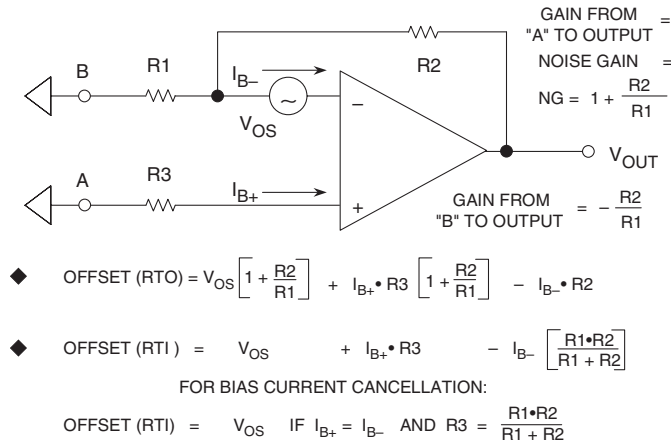 GAIN FROM
"A" TO OUTPUT =
NOISE GAIN =
NG = 1 + R2/R1
B
R1
I_B–
V_OS
~
R2
–
+
A
R3
I_B+
V_OUT
GAIN FROM
"B" TO OUTPUT = – R2/R1
◆ OFFSET (RTO) = V_OS [1 + R2/R1] + I_B+ • R3 [1 + R2/R1] – I_B– • R2
◆ OFFSET (RTI ) = V_OS + I_B+ • R3 – I_B– [R1•R2/R1 + R2]
FOR BIAS CURRENT CANCELLATION:
OFFSET (RTI) = V_OS IF I_B+ = I_B– AND R3 = R1•R2/R1 + R2